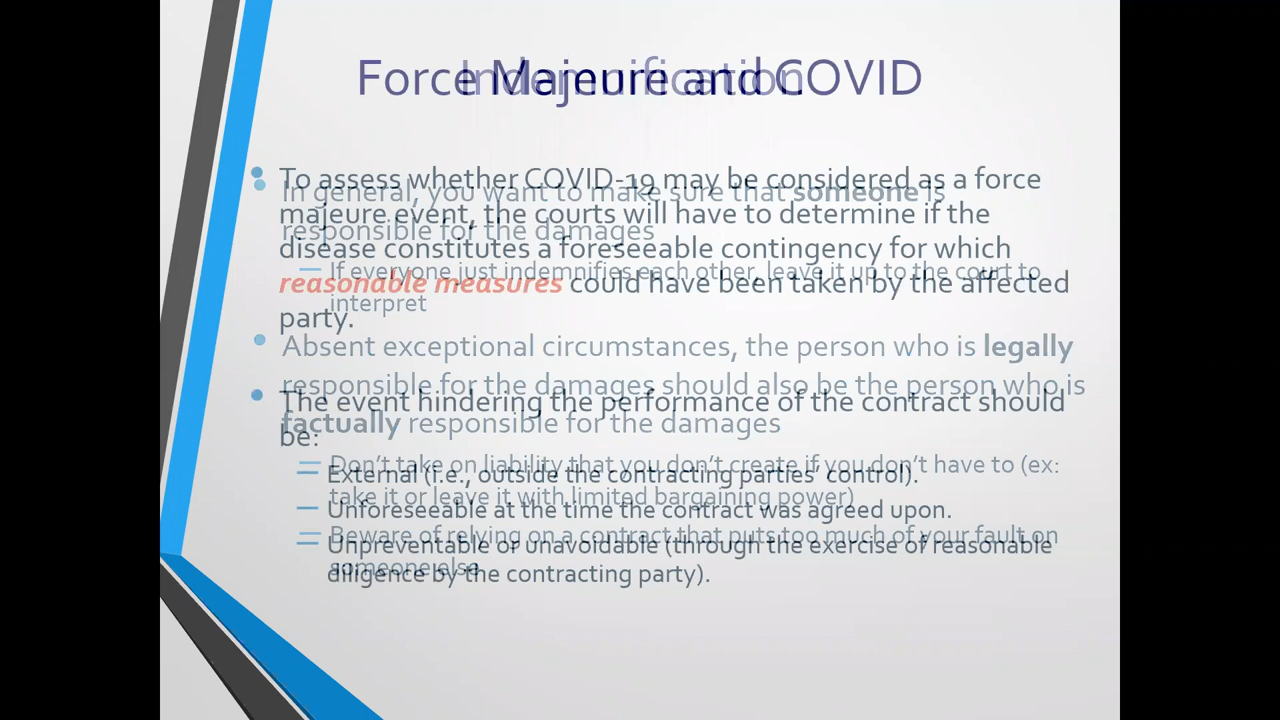 Force Majeure and COVID
To assess whether COVID-19 may be considered as a force
majeure event, the courts will have to determine if the
disease constitutes a foreseeable contingency for which
reasonable measures could have been taken by the affected
party.
The event hindering the performance of the contract should
be:
External (i.e., outside the contracting parties’ control).
Unforeseeable at the time the contract was agreed upon.
Unpreventable or unavoidable (through the exercise of reasonable
diligence by the contracting party).
Indemnification
In general, you want to make sure that someone is
responsible for the damages
If everyone just indemnifies each other, leave it up to the court to
interpret
Absent exceptional circumstances, the person who is legally
responsible for the damages should also be the person who is
factually responsible for the damages
Don’t take on liability that you don’t create if you don’t have to (ex:
take it or leave it with limited bargaining power)
Beware of relying on a contract that puts too much of your fault on
someone else